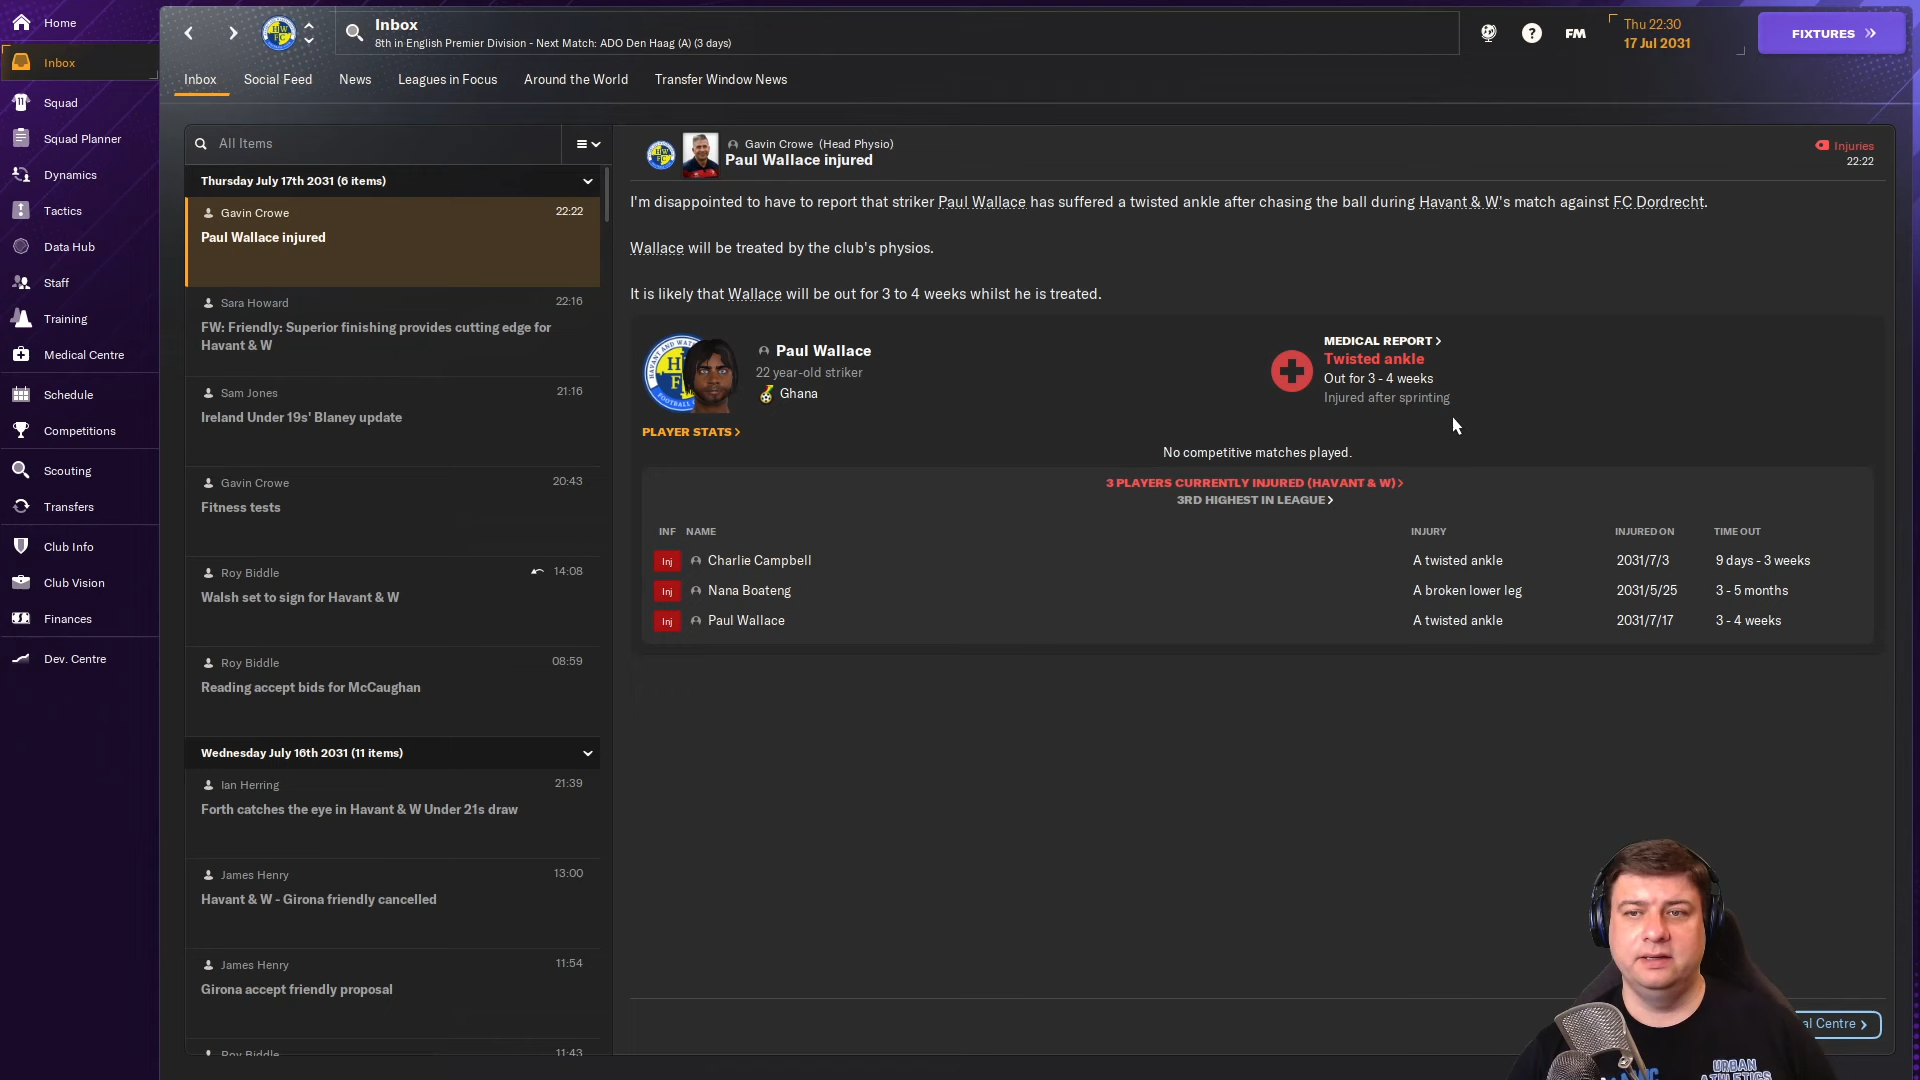 Home
Inbox
Squad
Squad Planner
Dynamics
Tactics
Data Hub
Staff
Training
Medical Centre
Schedule
Competitions
Scouting
Transfers
Club Info
Club Vision
Finances
Dev. Centre
Inbox
8th in English Premier Division - Next Match: ADO Den Haag (A) (3 days)
FM
Thu 22:30
17 Jul 2031
FIXTURES
Inbox Social Feed News Leagues in Focus Around the World Transfer Window News
All Items
Thursday July 17th 2031 (6 items)
Gavin Crowe 22:22
Paul Wallace injured
Sara Howard 22:16
FW: Friendly: Superior finishing provides cutting edge for
Havant & W
Sam Jones 21:16
Ireland Under 19s' Blaney update
Gavin Crowe 20:43
Fitness tests
Roy Biddle 14:08
Walsh set to sign for Havant & W
Roy Biddle 08:59
Reading accept bids for McCaughan
Wednesday July 16th 2031 (11 items)
Ian Herring 21:39
Forth catches the eye in Havant & W Under 21s draw
James Henry 13:00
Havant & W - Girona friendly cancelled
James Henry 11:54
Girona accept friendly proposal
Roy Biddle 11:43
Gavin Crowe (Head Physio)
Paul Wallace injured
Injuries
22:22
I'm disappointed to have to report that striker Paul Wallace has suffered a twisted ankle after chasing the ball during Havant & W's match against FC Dordrecht.
Wallace will be treated by the club's physios.
It is likely that Wallace will be out for 3 to 4 weeks whilst he is treated.
Paul Wallace
22 year-old striker
Ghana
PLAYER STATS >
MEDICAL REPORT >
Twisted ankle
Out for 3 - 4 weeks
Injured after sprinting
No competitive matches played.
3 PLAYERS CURRENTLY INJURED (HAVANT & W) >
3RD HIGHEST IN LEAGUE >
INF NAME INJURY INJURED ON TIME OUT
Inj Charlie Campbell A twisted ankle 2031/7/3 9 days - 3 weeks
Inj Nana Boateng A broken lower leg 2031/5/25 3 - 5 months
Inj Paul Wallace A twisted ankle 2031/7/17 3 - 4 weeks
al Centre >
URBAN